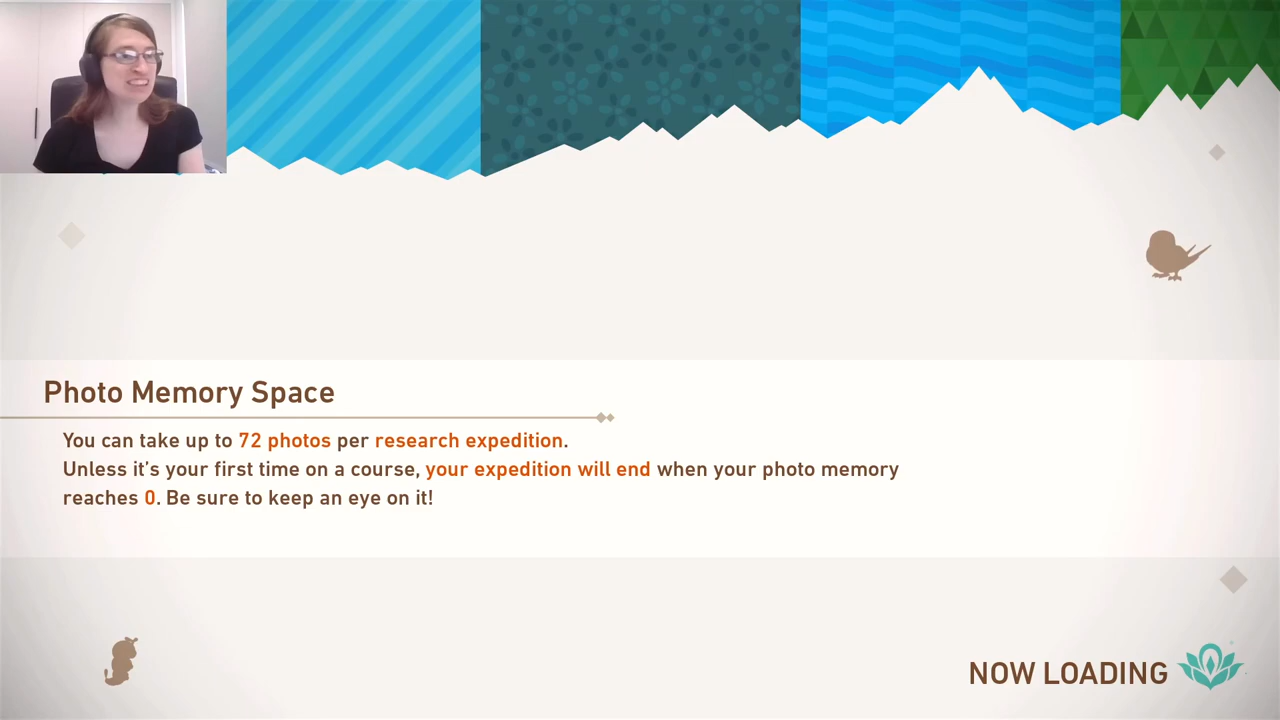 Photo Memory Space
You can take up to 72 photos per research expedition.
Unless it's your first time on a course, your expedition will end when your photo memory
reaches 0. Be sure to keep an eye on it!
NOW LOADING